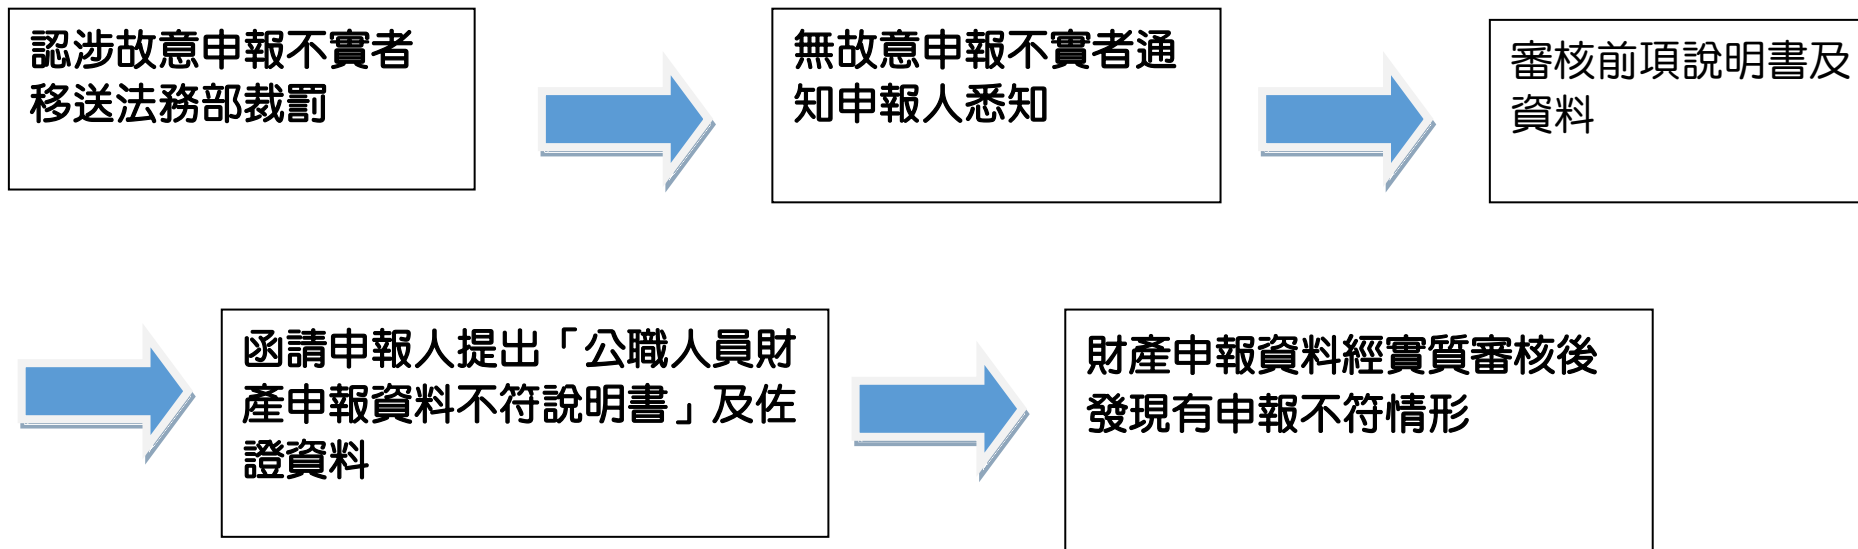 認涉故意申報不實者
移送法務部裁罰
無故意申報不實者通
知申報人悉知
審核前項說明書及
資料
函請申報人提出「公職人員財
產申報資料不符說明書」及佐
證資料
財產申報資料經實質審核後
發現有申報不符情形